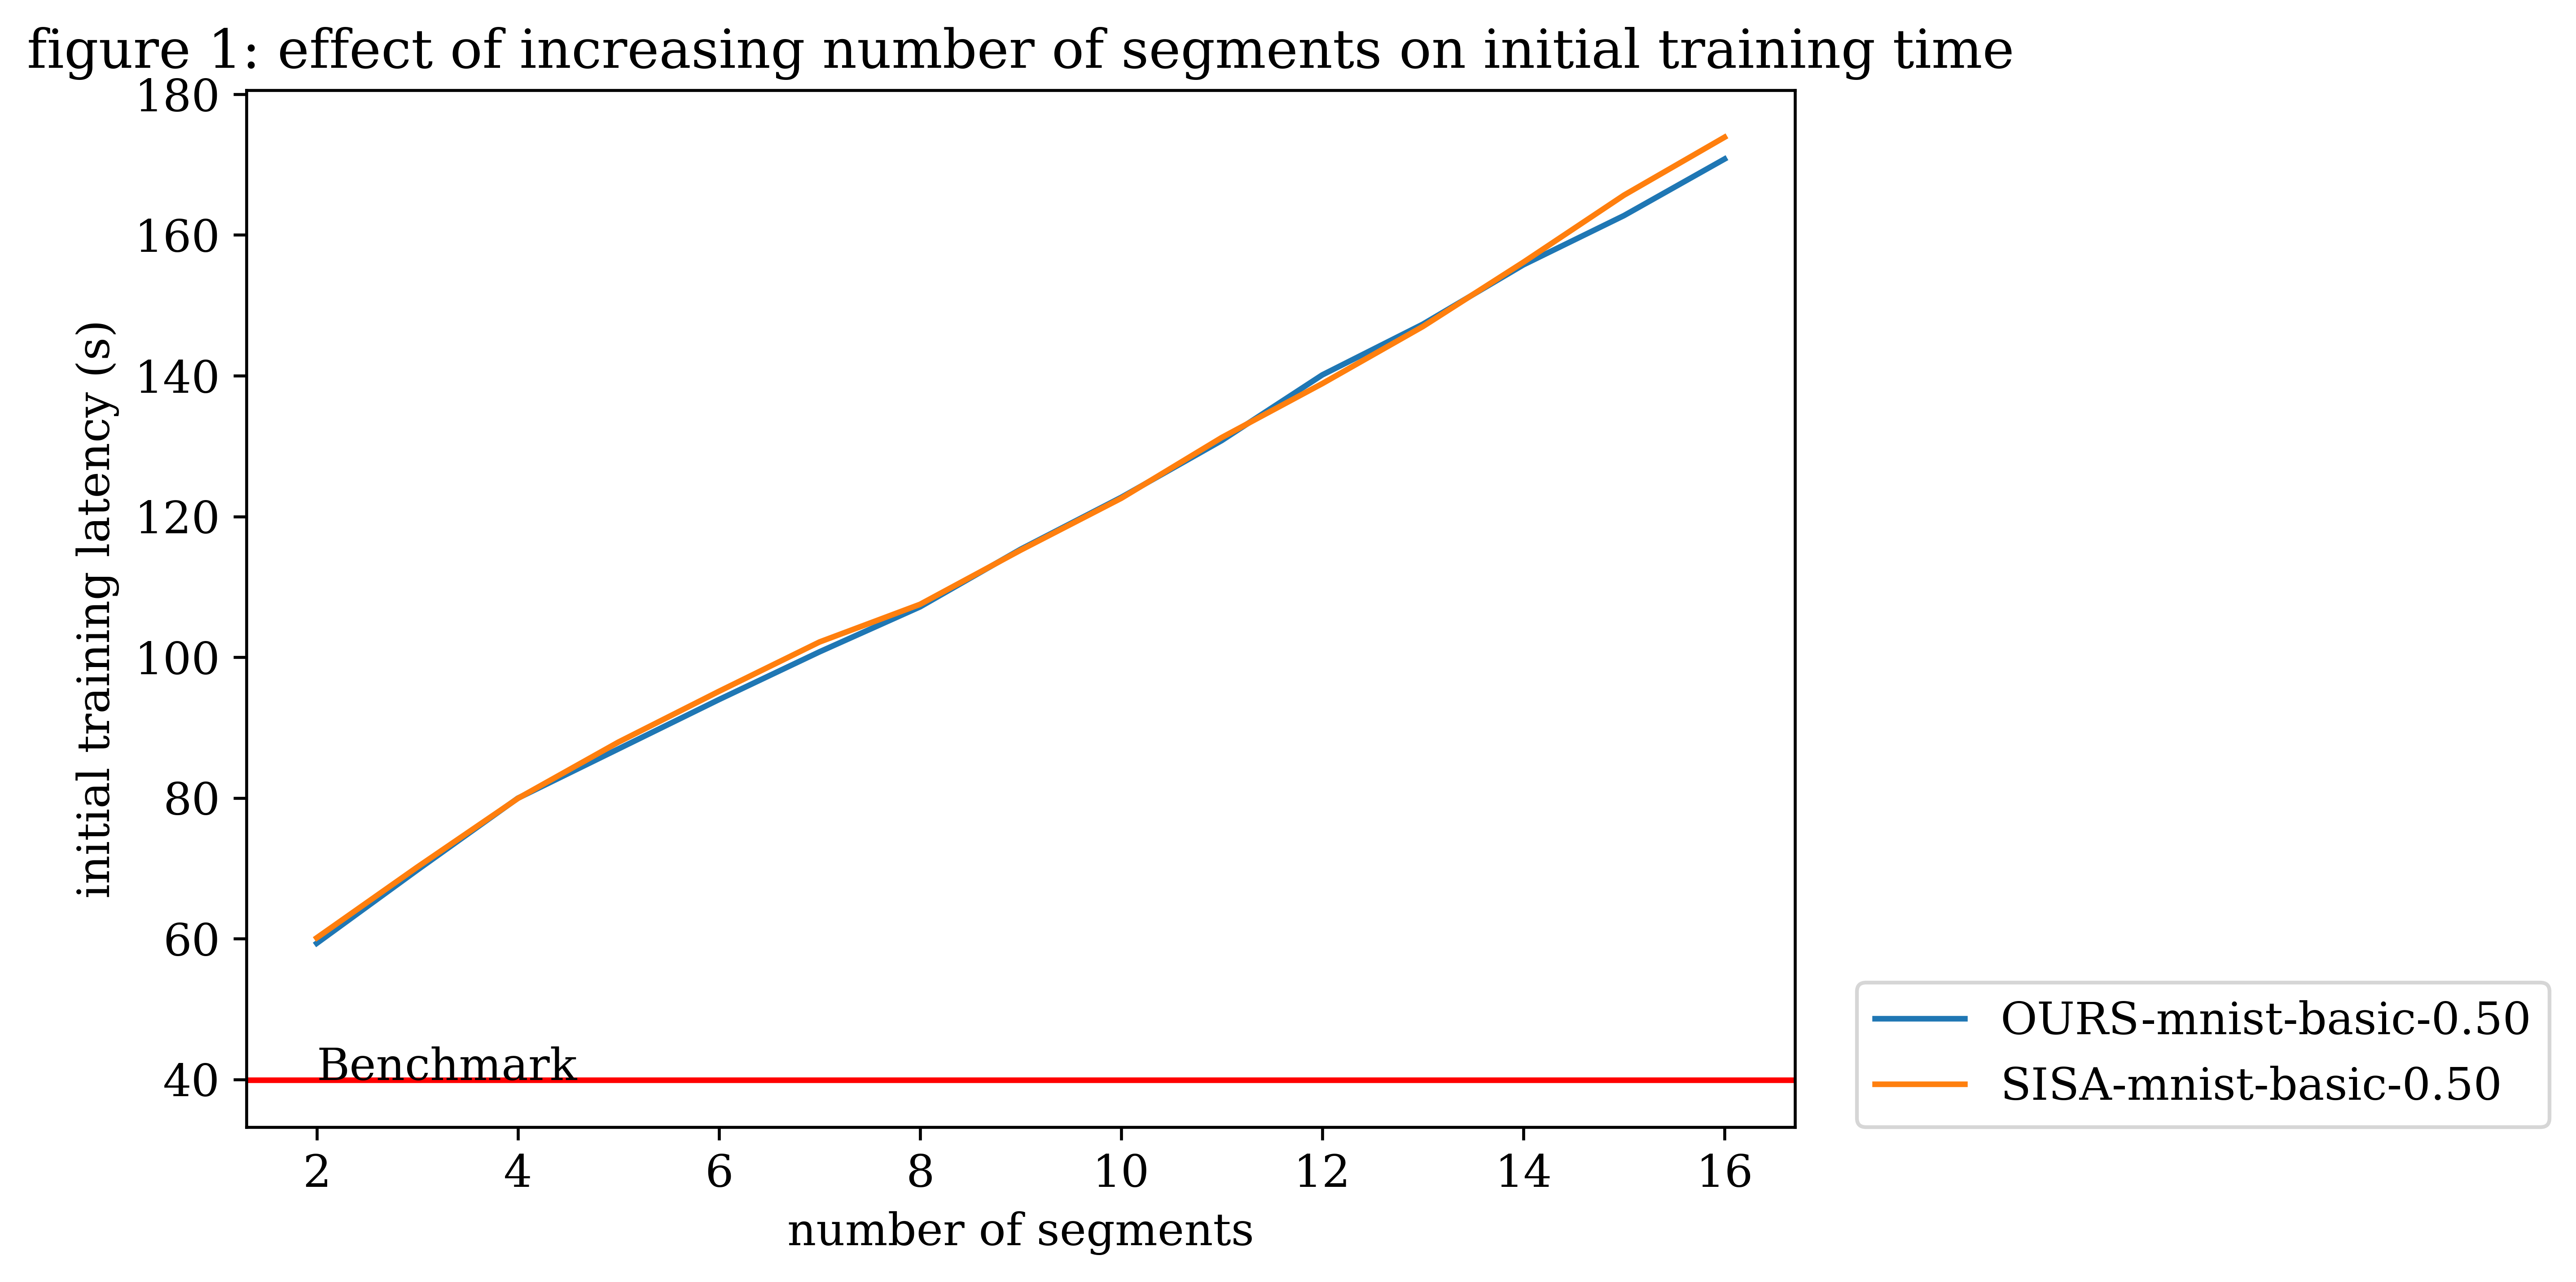 figure 1: effect of increasing number of segments on initial training time
initial training latency (s)
180
160
140
120
100
80
60
40
Benchmark
2 4 6 8 10 12 14 16
number of segments
OURS-mnist-basic-0.50
SISA-mnist-basic-0.50